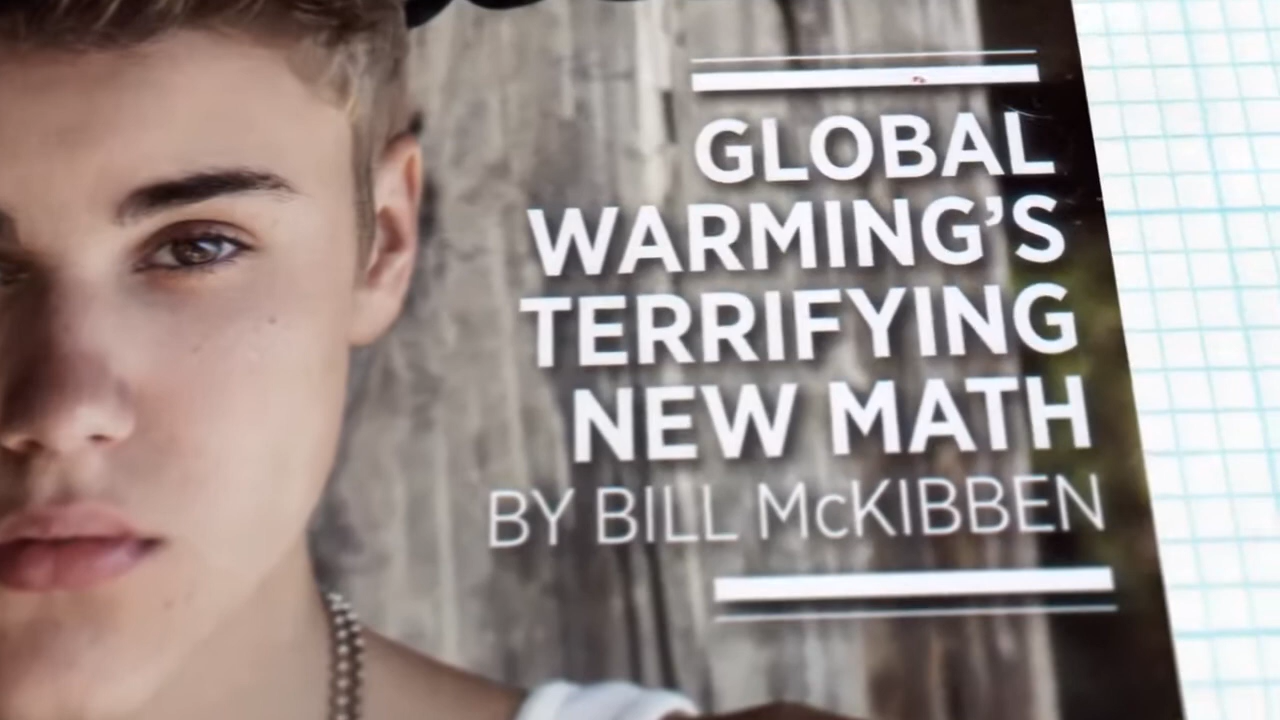 GLOBAL
WARMING’S
TERRIFYING
NEW MATH
BY BILL McKIBBEN